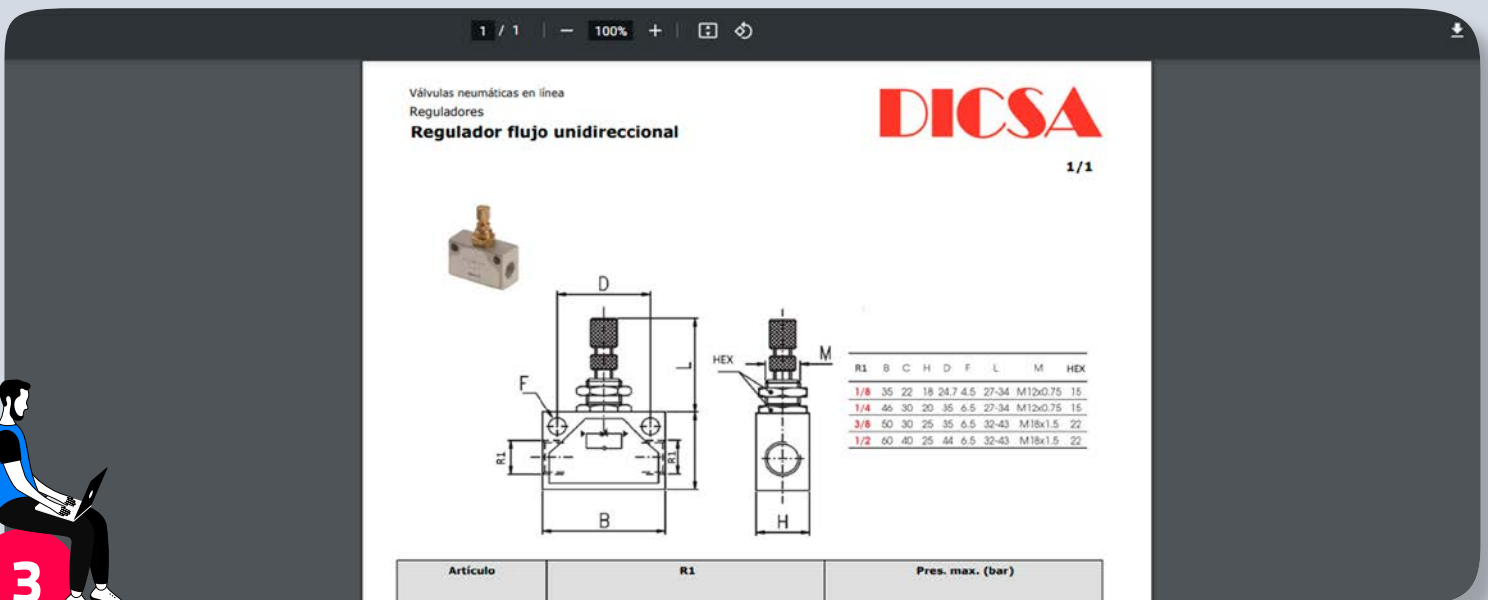 1 / 1 100%
Válvulas neumáticas en línea
Reguladores
Regulador flujo unidireccional
DICSA
1/1
D
L
F
R1
R1
B
HEX
M
H
R1 B C H D F L M HEX
1/8 35 22 18 24.7 4.5 27-34 M12x0.75 15
1/4 46 30 20 35 6.5 27-34 M12x0.75 15
3/8 50 30 25 35 6.5 32-43 M18x1.5 22
1/2 60 40 25 44 6.5 32-43 M18x1.5 22
Artículo R1 Pres. max. (bar)
3